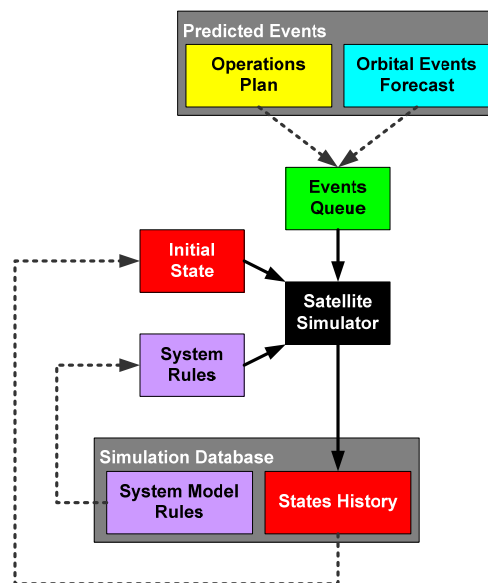 Predicted Events
Operations
Plan
Orbital Events
Forecast
Events
Queue
Initial
State
Satellite
Simulator
System
Rules
Simulation Database
System Model
Rules
States History